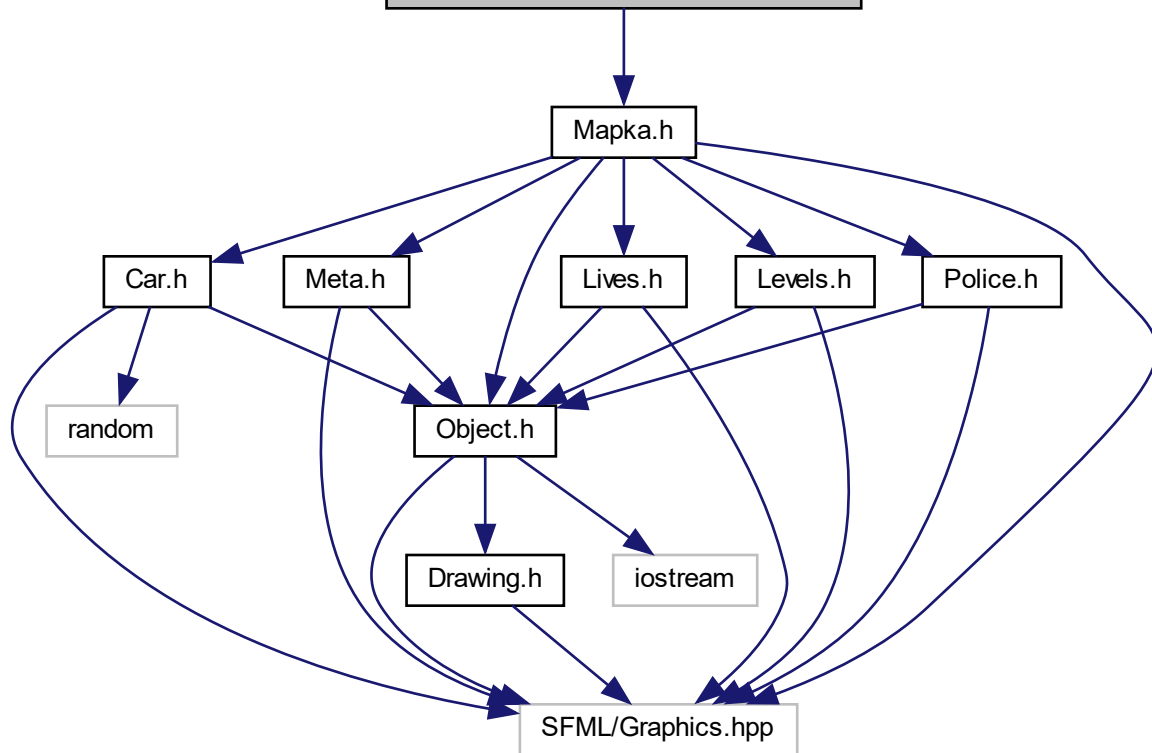 Mapka.h
Car.h
Meta.h
Lives.h
Levels.h
Police.h
random
Object.h
Drawing.h
iostream
SFML/Graphics.hpp